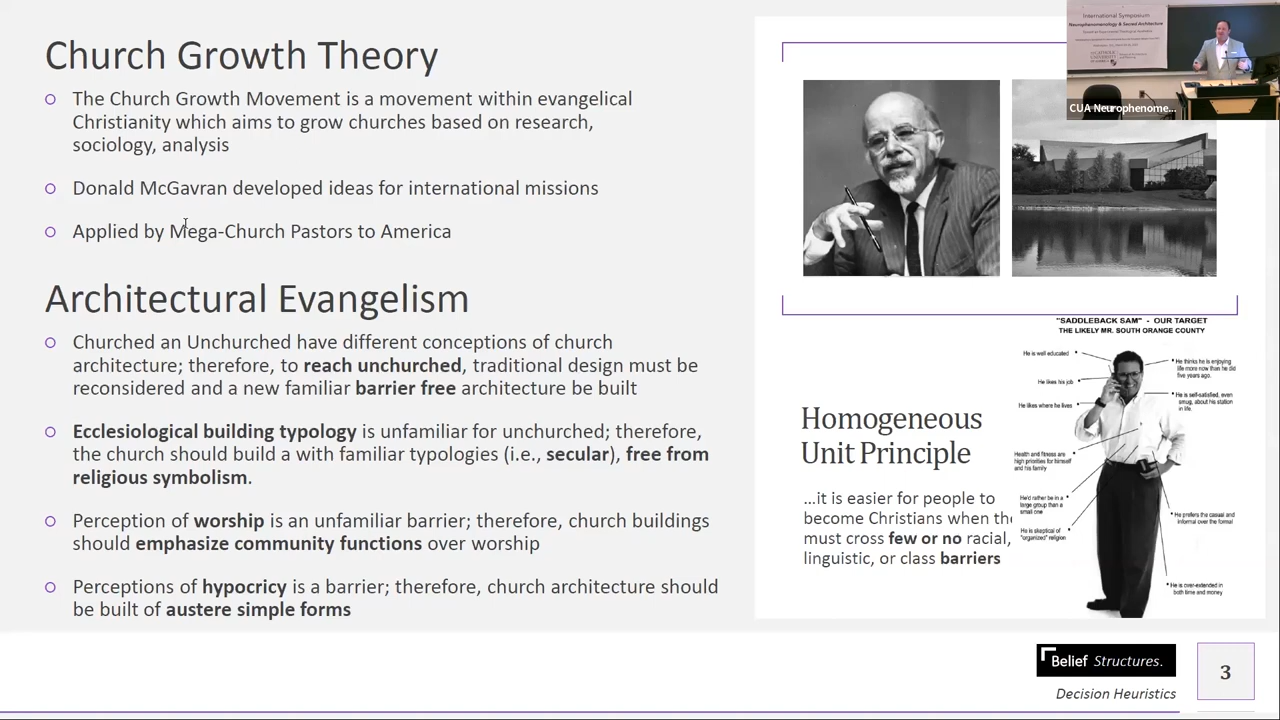 Church Growth Theory
The Church Growth Movement is a movement within evangelical
Christianity which aims to grow churches based on research,
sociology, analysis
Donald McGavran developed ideas for international missions
Applied by Mega-Church Pastors to America
Architectural Evangelism
Churched an Unchurched have different conceptions of church
architecture; therefore, to reach unchurched, traditional design must be
reconsidered and a new familiar barrier free architecture be built
Ecclesiological building typology is unfamiliar for unchurched; therefore,
the church should build a with familiar typologies (i.e., secular), free from
religious symbolism.
Perception of worship is an unfamiliar barrier; therefore, church buildings
should emphasize community functions over worship
Perceptions of hypocricy is a barrier; therefore, church architecture should
be built of austere simple forms
International Symposium
Neurophenomenology & Sacred Architecture
CUA Neurophenome...
"SADDLEBACK SAM" - OUR TARGET
THE LIKELY MR. SOUTH ORANGE COUNTY
He is well educated
He likes his job
He likes where he lives
Health and fitness are
high priorities for himself
and his family
He'd rather be in a
large group than a
small one
He is skeptical of
"organized" religion
He thinks he is enjoying
life more now than he did
five years ago.
He is self-satisfied, even
smug, about his station
in life.
He prefers the casual and
informal over the formal
He is over-extended in
both time and money
Homogeneous
Unit Principle
...it is easier for people to
become Christians when the
must cross few or no racial,
linguistic, or class barriers
Belief Structures.
Decision Heuristics
3